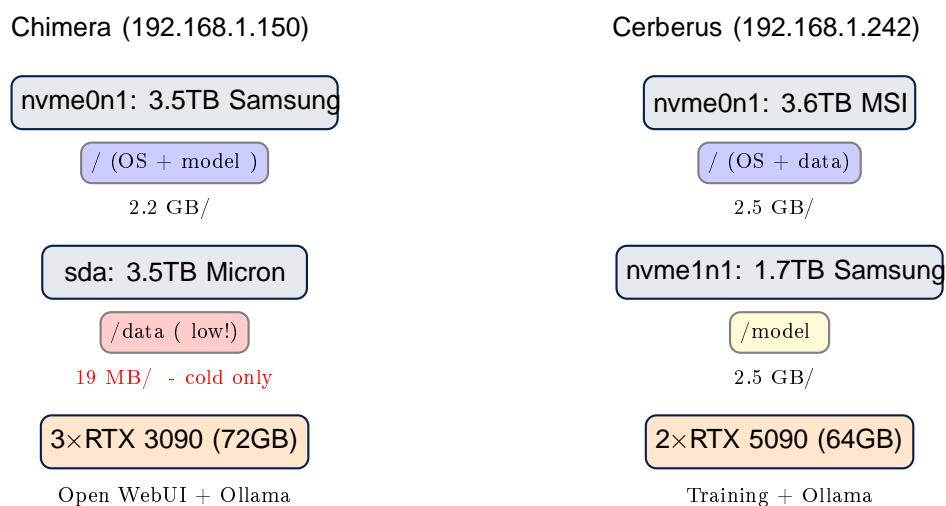 Chimera (192.168.1.150)
nvme0n1: 3.5TB Samsung
/ (OS + model )
2.2 GB/
sda: 3.5TB Micron
/data ( low!)
19 MB/ - cold only
3×RTX 3090 (72GB)
Open WebUI + Ollama
Cerberus (192.168.1.242)
nvme0n1: 3.6TB MSI
/ (OS + data)
2.5 GB/
nvme1n1: 1.7TB Samsung
/model
2.5 GB/
2×RTX 5090 (64GB)
Training + Ollama